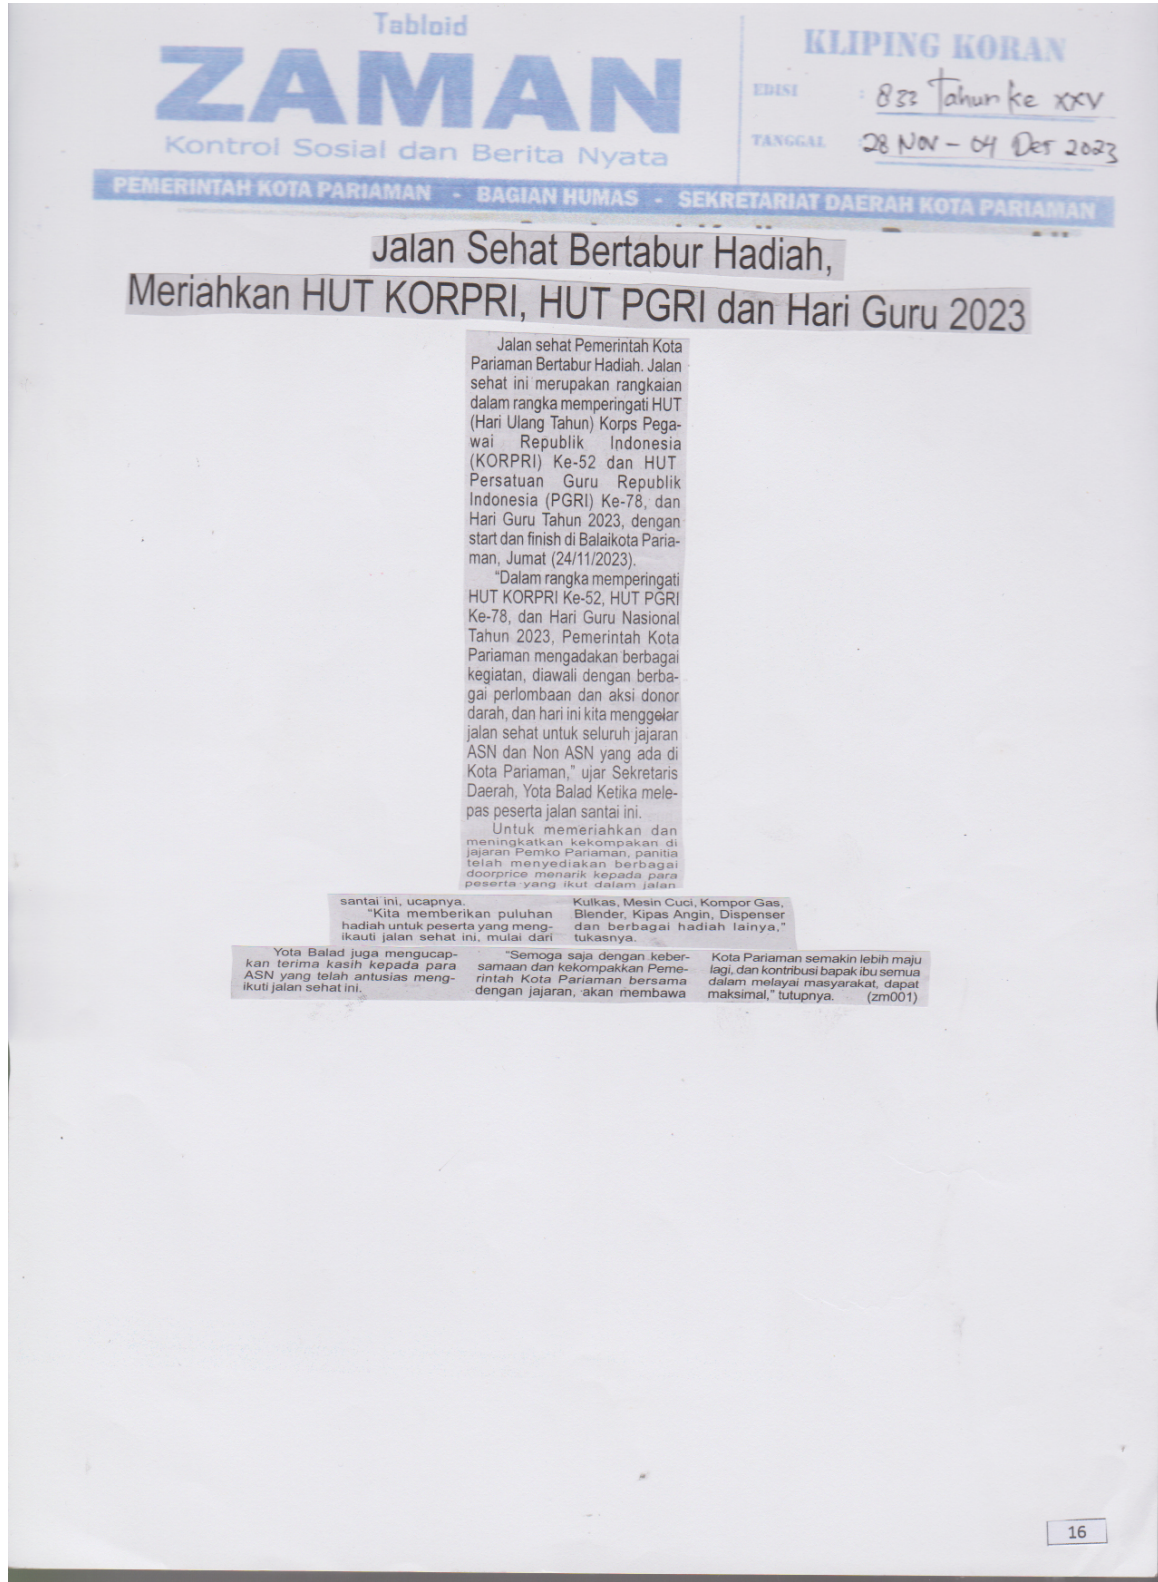 Tabloid
ZAMAN
Kontrol Sosial dan Berita Nyata
KLIPING KORAN
EDISI : 833 Tahun ke XXV
TANGGAL : 28 Nov - 04 Des 2023
PEMERINTAH KOTA PARIAMAN - BAGIAN HUMAS - SEKRETARIAT DAERAH KOTA PARIAMAN
Jalan Sehat Bertabur Hadiah,
Meriahkan HUT KORPRI, HUT PGRI dan Hari Guru 2023
Jalan sehat Pemerintah Kota
Pariaman Bertabur Hadiah. Jalan
sehat ini merupakan rangkaian
dalam rangka memperingati HUT
(Hari Ulang Tahun) Korps Pega-
wai Republik Indonesia
(KORPRI) Ke-52 dan HUT
Persatuan Guru Republik
Indonesia (PGRI) Ke-78, dan
Hari Guru Tahun 2023, dengan
start dan finish di Balaikota Paria-
man, Jumat (24/11/2023).
"Dalam rangka memperingati
HUT KORPRI Ke-52, HUT PGRI
Ke-78, dan Hari Guru Nasional
Tahun 2023, Pemerintah Kota
Pariaman mengadakan berbagai
kegiatan, diawali dengan berba-
gai perlombaan dan aksi donor
darah, dan hari ini kita menggelar
jalan sehat untuk seluruh jajaran
ASN dan Non ASN yang ada di
Kota Pariaman," ujar Sekretaris
Daerah, Yota Balad Ketika mele-
pas peserta jalan santai ini.
Untuk memeriahkan dan
meningkatkan kekompakan di
jajaran Pemko Pariaman, panitia
telah menyediakan berbagai
doorprice menarik kepada para
peserta yang ikut dalam jalan
santai ini, ucapnya.
"Kita memberikan puluhan
hadiah untuk peserta yang meng-
ikauti jalan sehat ini, mulai dari
Kulkas, Mesin Cuci, Kompor Gas,
Blender, Kipas Angin, Dispenser
dan berbagai hadiah lainya,"
tukasnya.
Yota Balad juga mengucap-
kan terima kasih kepada para
ASN yang telah antusias meng-
ikuti jalan sehat ini.
"Semoga saja dengan keber-
samaan dan kekompakkan Peme-
rintah Kota Pariaman bersama
dengan jajaran, akan membawa
Kota Pariaman semakin lebih maju
lagi, dan kontribusi bapak ibu semua
dalam melayai masyarakat, dapat
maksimal," tutupnya. (zm001)
16